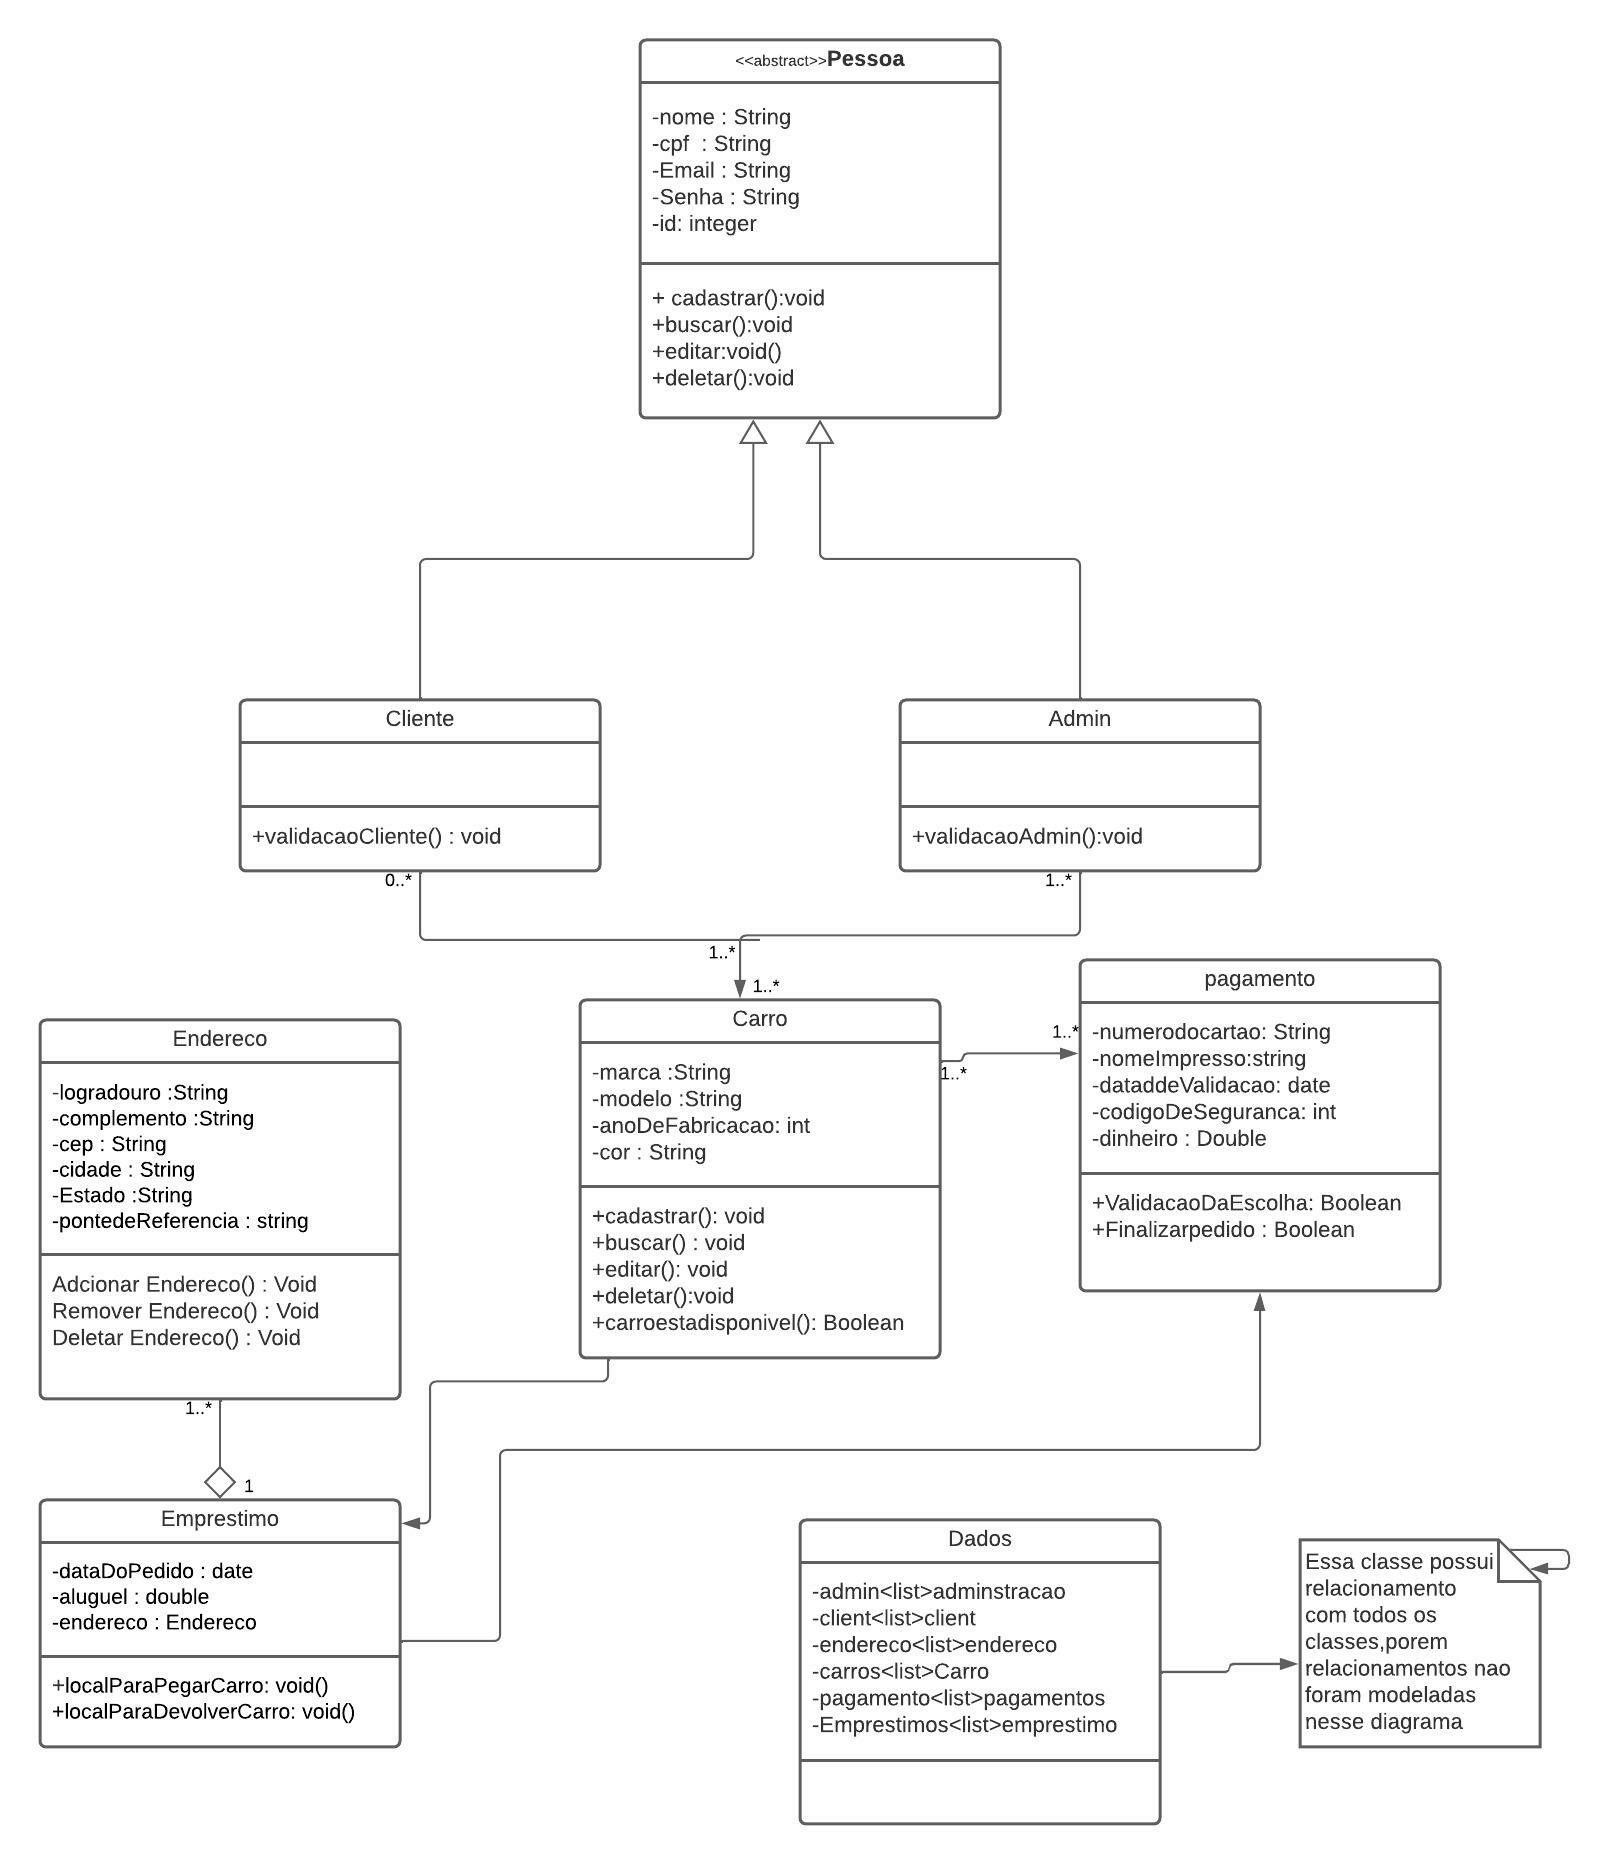 <<abstract>>Pessoa
-nome : String
-cpf  : String
-Email : String
-Senha : String
-id: integer
+ cadastrar():void
+buscar():void
+editar:void()
+deletar():void
Cliente
+validacaoCliente() : void
0..*
Admin
+validacaoAdmin():void
1..*
1..*
1..*
Carro
-marca :String
-modelo :String
-anoDeFabricacao: int
-cor : String
+cadastrar(): void
+buscar() : void
+editar(): void
+deletar():void
+carroestadisponivel(): Boolean
1..*
1..*
pagamento
-numerodocartao: String
-nomeImpresso:string
-dataddeValidacao: date
-codigoDeSeguranca: int
-dinheiro : Double
+ValidacaoDaEscolha: Boolean
+Finalizarpedido : Boolean
Endereco
-logradouro :String
-complemento :String
-cep : String
-cidade : String
-Estado :String
-pontedeReferencia : string
Adcionar Endereco() : Void
Remover Endereco() : Void
Deletar Endereco() : Void
1..*
1
Emprestimo
-dataDoPedido : date
-aluguel : double
-endereco : Endereco
+localParaPegarCarro: void()
+localParaDevolverCarro: void()
Dados
-admin<list>adminstracao
-client<list>client
-endereco<list>endereco
-carros<list>Carro
-pagamento<list>pagamentos
-Emprestimos<list>emprestimo
Essa classe possui
relacionamento
com todos os
classes,porem
relacionamentos nao
foram modeladas
nesse diagrama